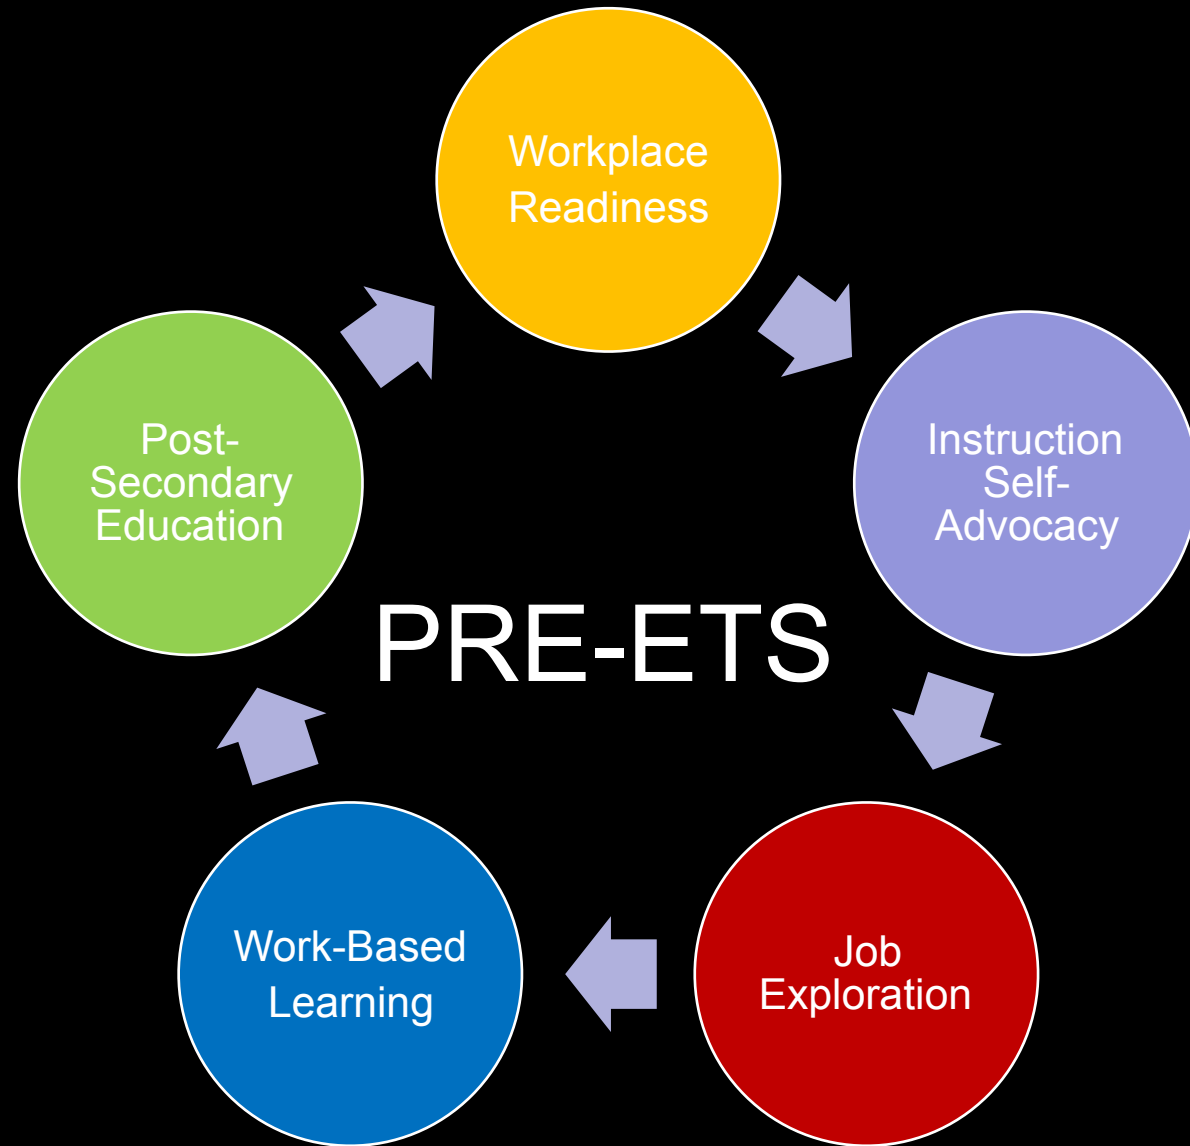 Workplace
Readiness
Instruction
Self-
Advocacy
Job
Exploration
Work-Based
Learning
Post-
Secondary
Education
PRE-ETS